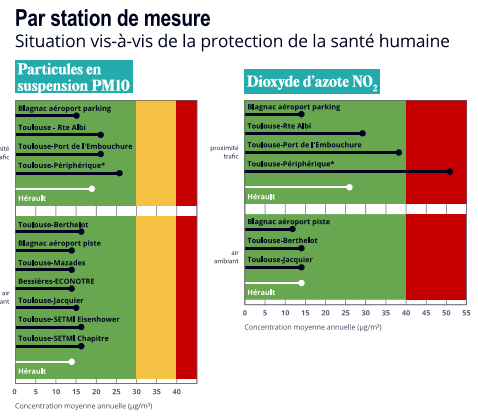 Par station de mesure
Situation vis-à-vis de la protection de la santé humaine
Particules en
suspension PM10
Blagnac aéroport parking
Toulouse - Rte Albi
Toulouse-Port de l'Embouchure
Toulouse-Périphérique*
Hérault
Toulouse-Berthelot
Blagnac aéroport piste
Toulouse-Mazades
Bessières-ECONOTRE
air
Toulouse-Jacquier
Toulouse-SETMI Eisenhower
Toulouse-SETMI Chapitre
Hérault
0 5 10 15 20 25 30 35 40
Concentration moyenne annuelle (µg/m³)
Dioxyde d'azote NO₂
Blagnac aéroport parking
Toulouse-Rte Albi
Toulouse-Port de l'Embouchure
proximité
trafic
Toulouse-Périphérique*
Hérault
Blagnac aéroport piste
Toulouse-Berthelot
air
ambiant
Toulouse-Jacquier
Hérault
0 5 10 15 20 25 30 35 40 45 50 55
Concentration moyenne annuelle (µg/m³)